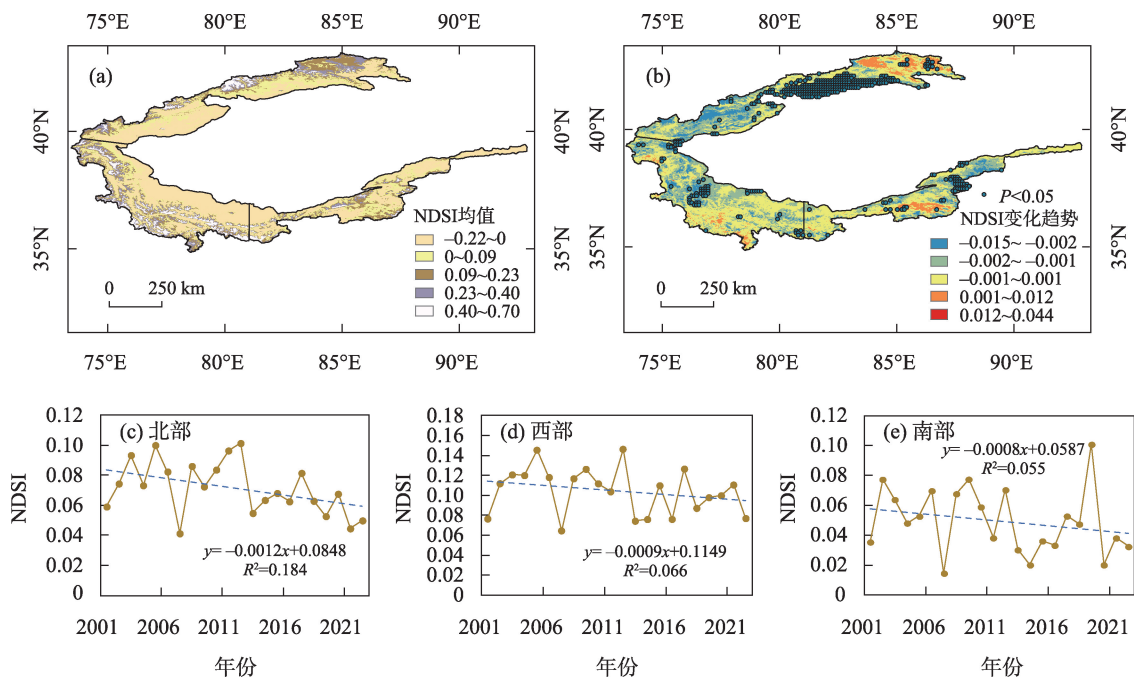 75°E 80°E 85°E 90°E
(a)
40°N
35°N
NDSI均值
–0.22~0
0~0.09
0.09~0.23
0.23~0.40
0.40~0.70
0 250 km
75°E 80°E 85°E 90°E
75°E 80°E 85°E 90°E
(b)
40°N
35°N
P<0.05
NDSI变化趋势
–0.015~ –0.002
–0.002~ –0.001
–0.001~0.001
0.001~0.012
0.012~0.044
0 250 km
75°E 80°E 85°E 90°E
40°N
35°N
(c) 北部
NDSI
0.12
0.10
0.08
0.06
0.04
0.02
0
y= –0.0012x+0.0848
R²=0.184
2001 2006 2011 2016 2021
年份
(d) 西部
NDSI
0.18
0.16
0.14
0.12
0.10
0.08
0.06
0.04
0.02
0
y= –0.0009x+0.1149
R²=0.066
2001 2006 2011 2016 2021
年份
(e) 南部
NDSI
0.12
0.10
0.08
0.06
0.04
0.02
0
y= –0.0008x+0.0587
R²=0.055
2001 2006 2011 2016 2021
年份